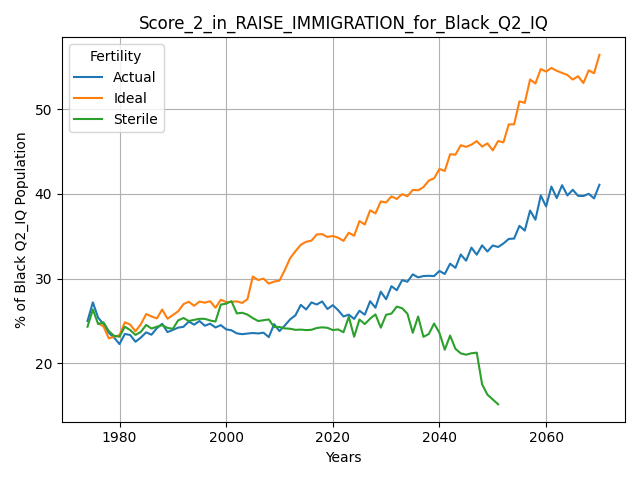 Score_2_in_RAISE_IMMIGRATION_for_Black_Q2_IQ
Fertility
Actual
Ideal
Sterile
% of Black Q2_IQ Population
50
40
30
20
1980
2000
2020
2040
2060
Years